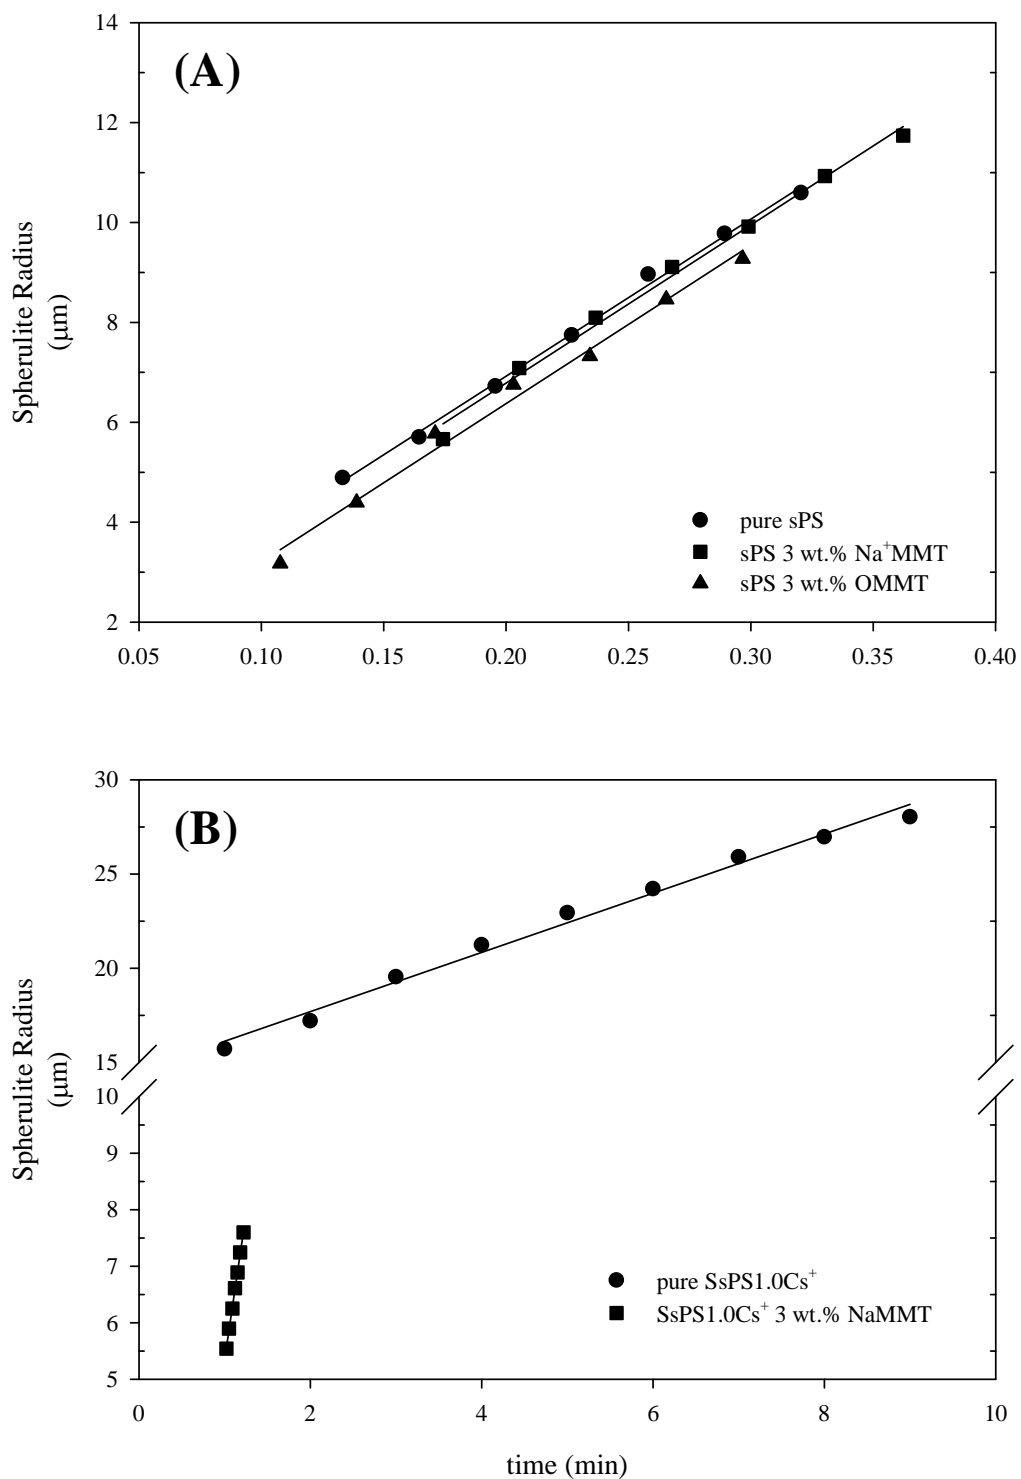 (A)
14
12
10
8
6
4
2
Spherulite Radius
(μm)
pure sPS
sPS 3 wt.% Na⁺MMT
sPS 3 wt.% OMMT
0.05 0.10 0.15 0.20 0.25 0.30 0.35 0.40
(B)
30
25
20
15
10
9
8
7
6
5
Spherulite Radius
(μm)
pure SsPS1.0Cs⁺
SsPS1.0Cs⁺ 3 wt.% NaMMT
0 2 4 6 8 10
time (min)